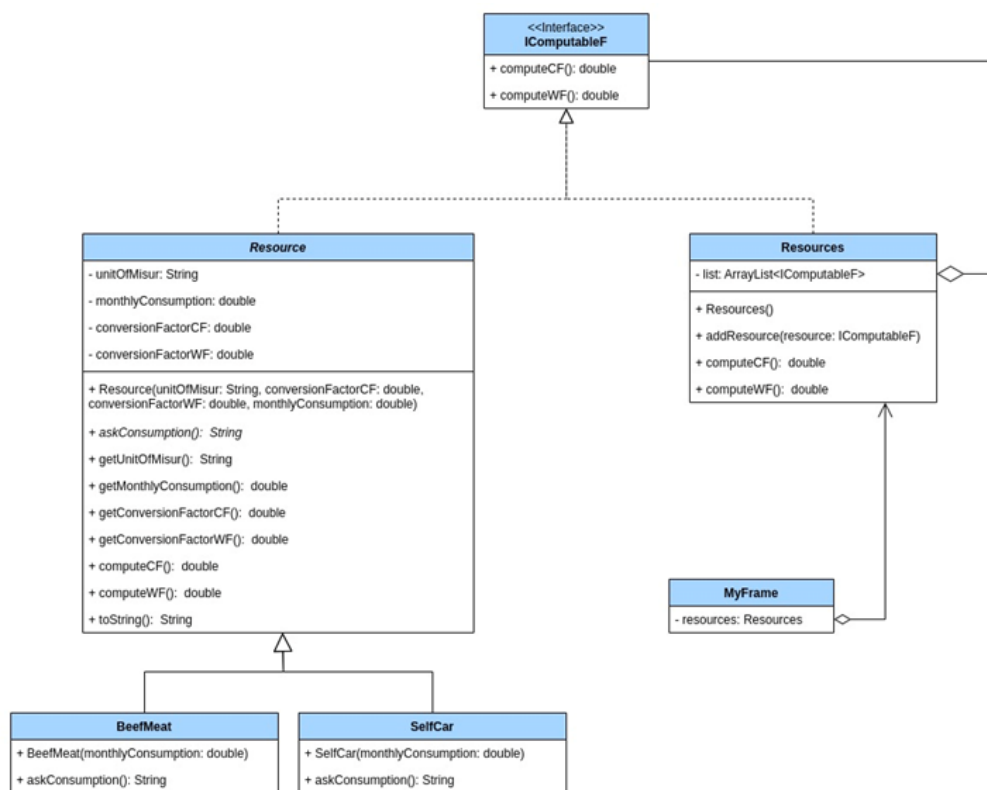 <<Interface>>
IComputableF
+ computeCF(): double
+ computeWF(): double
Resource
- unitOfMisur: String
- monthlyConsumption: double
- conversionFactorCF: double
- conversionFactorWF: double
+ Resource(unitOfMisur: String, conversionFactorCF: double,
conversionFactorWF: double, monthlyConsumption: double)
+ askConsumption(): String
+ getUnitOfMisur(): String
+ getMonthlyConsumption(): double
+ getConversionFactorCF(): double
+ getConversionFactorWF(): double
+ computeCF(): double
+ computeWF(): double
+ toString(): String
Resources
- list: ArrayList<IComputableF>
+ Resources()
+ addResource(resource: IComputableF)
+ computeCF(): double
+ computeWF(): double
MyFrame
- resources: Resources
BeefMeat
+ BeefMeat(monthlyConsumption: double)
+ askConsumption(): String
SelfCar
+ SelfCar(monthlyConsumption: double)
+ askConsumption(): String